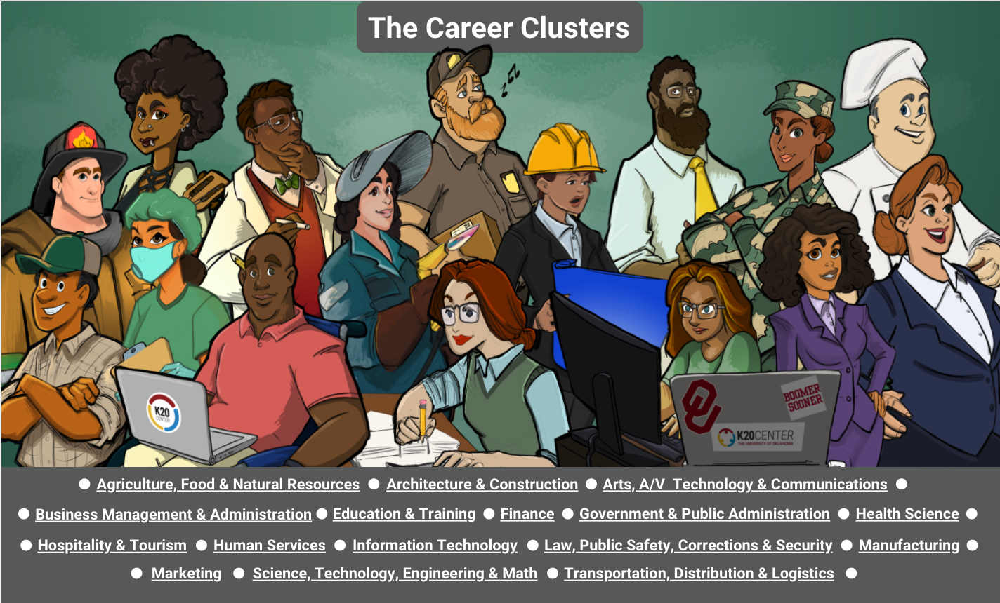 The Career Clusters
K20
CENTER
OU
BOOMER
SOONER
K20CENTER
THE UNIVERSITY OF OKLAHOMA
● Agriculture, Food & Natural Resources ● Architecture & Construction ● Arts, A/V Technology & Communications ●
● Business Management & Administration ● Education & Training ● Finance ● Government & Public Administration ● Health Science ●
● Hospitality & Tourism ● Human Services ● Information Technology ● Law, Public Safety, Corrections & Security ● Manufacturing ●
● Marketing ● Science, Technology, Engineering & Math ● Transportation, Distribution & Logistics ●